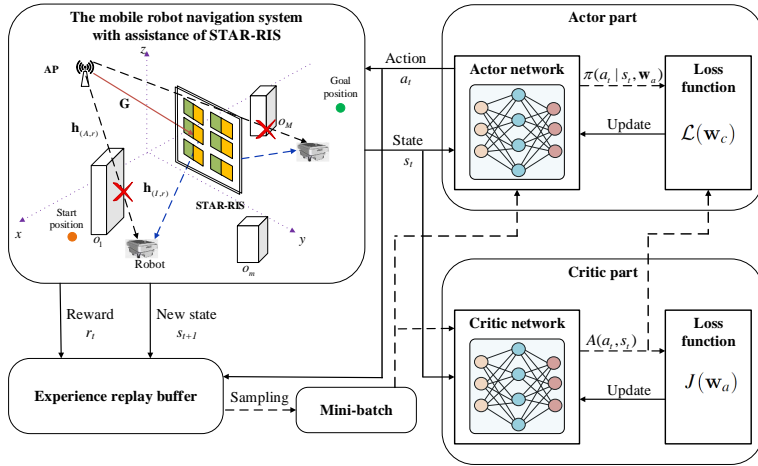 The mobile robot navigation system
with assistance of STAR-RIS
z
AP
G
h(A,r)
Goal
position
o_M
h(I,r)
STAR-RIS
x
Start
position
o_1
Robot
o_m
y
Action
a_t
State
s_t
Actor part
Actor network
π(a_t | s_t, w_a)
Loss
function
L(w_c)
Update
Critic part
Critic network
A(a_t, s_t)
Loss
function
J(w_a)
Update
Reward
r_t
New state
s_{t+1}
Experience replay buffer
Sampling
Mini-batch